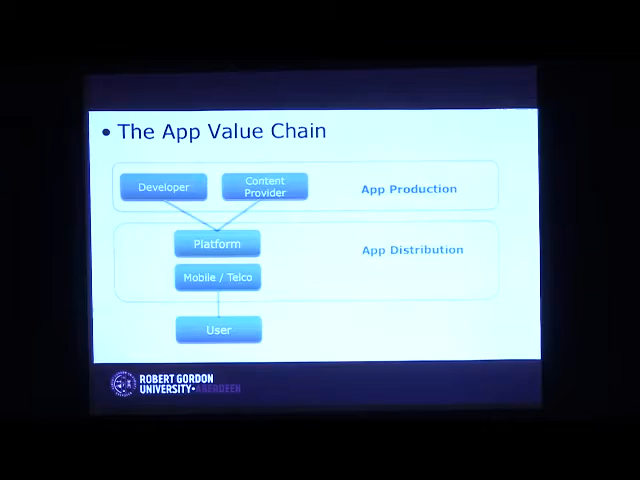 • The App Value Chain
Developer
Content
Provider
App Production
Platform
App Distribution
Mobile / Telco
User
ROBERT GORDON
UNIVERSITY•ABERDEEN